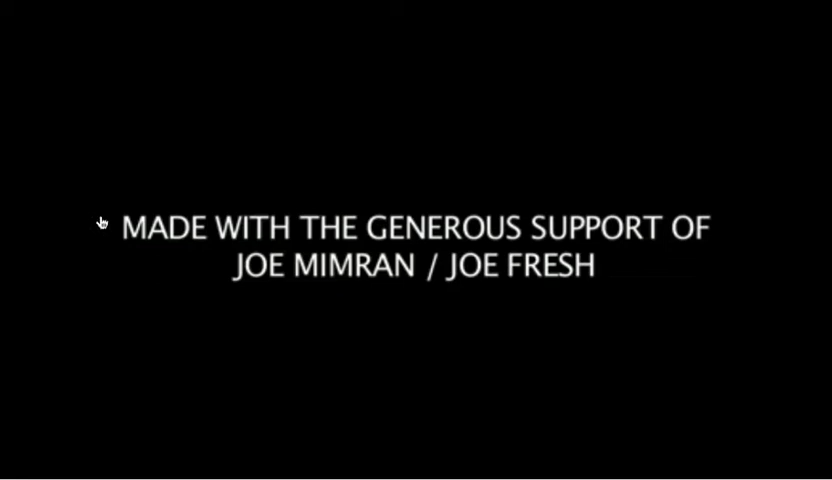 MADE WITH THE GENEROUS SUPPORT OF
JOE MIMRAN / JOE FRESH